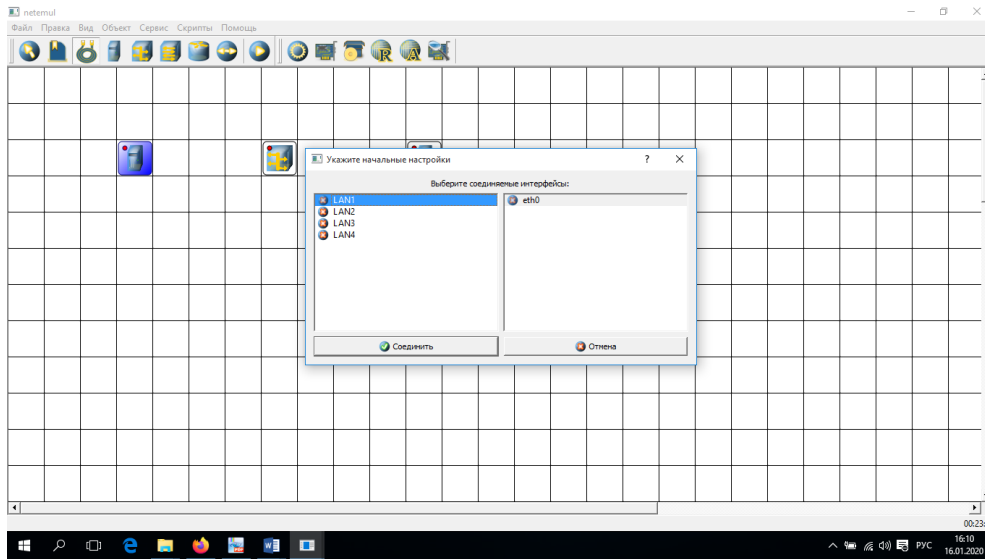 netemul
Файл Правка Вид Объект Сервис Скрипты Помощь
Укажите начальные настройки
Выберите соединяемые интерфейсы:
LAN1
LAN2
LAN3
LAN4
eth0
Соединить
Отмена
00:23:
РУС
16:10
16.01.2020